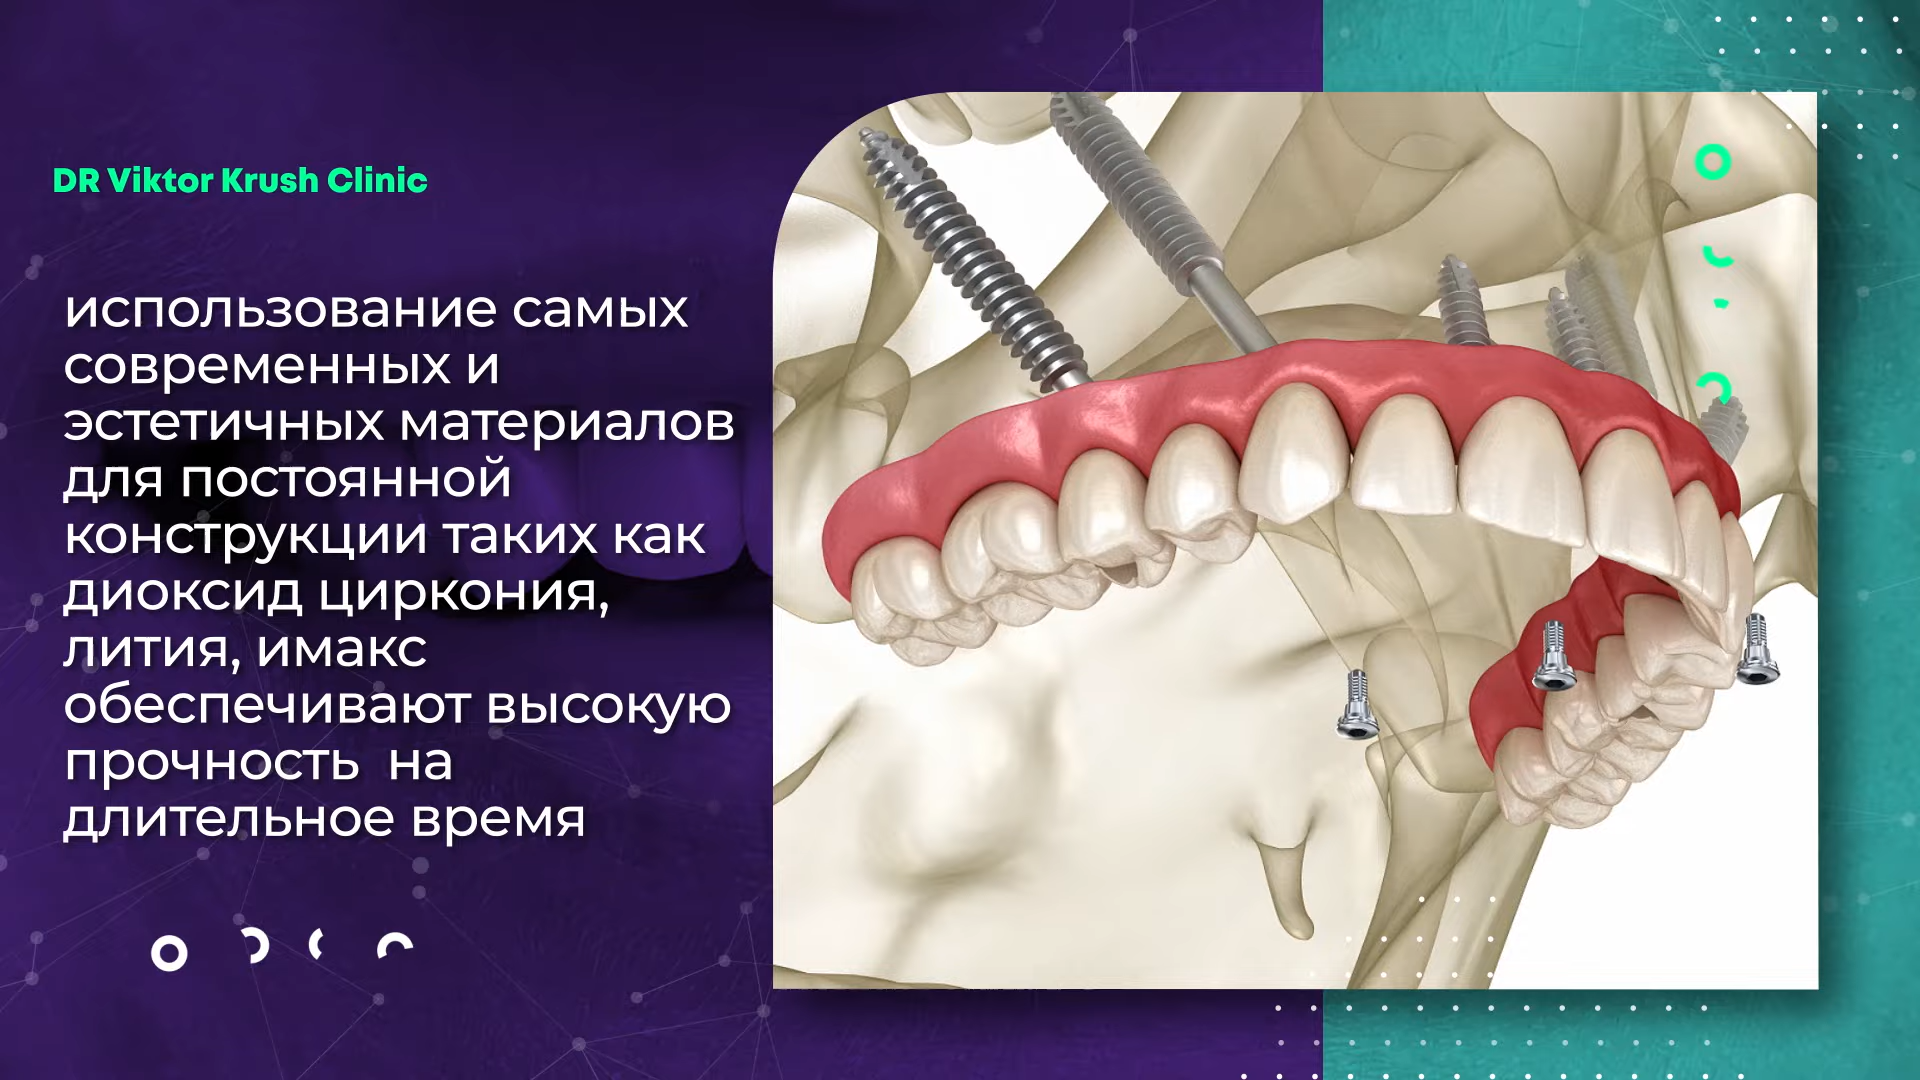 DR Viktor Krush Clinic
использование самых
современных и
эстетичных материалов
для постоянной
конструкции таких как
диоксид циркония,
лития, имакс
обеспечивают высокую
прочность  на
длительное время